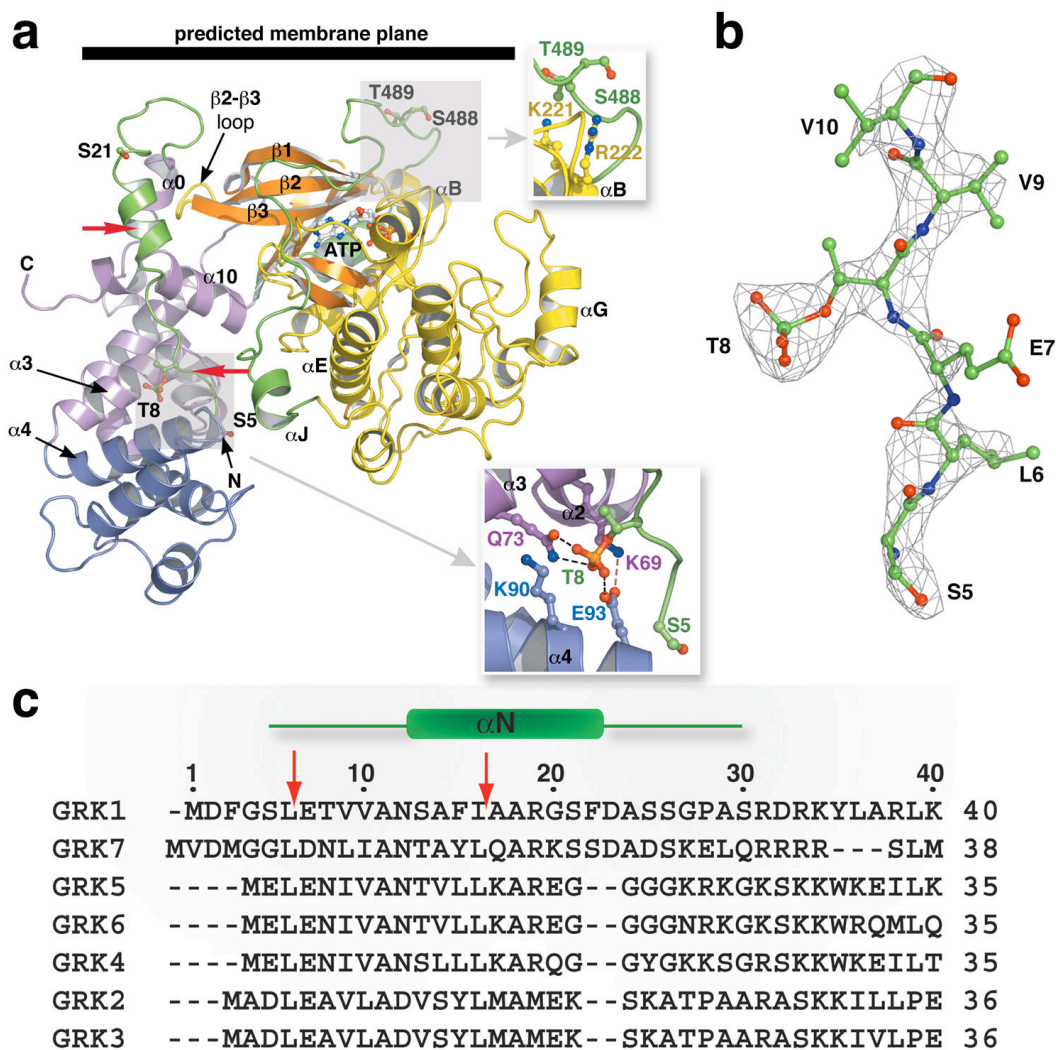 a
predicted membrane plane
β2-β3
loop
S21
α0
β1
β2
β3
T489
S488
αB
ATP
C
α10
αG
αE
α3
T8
S5
α4
N
αJ
T489
S488
K221
R222
αB
α3
α2
Q73
K69
T8
K90
E93
S5
α4
b
V10
V9
T8
E7
L6
S5
c
αN
1 10 20 30 40
GRK1 -MDFGSLETVVANSAFIAARGSFDASSGPASRDRKYLARLK 40
GRK7 MVDMGGLDNLIANTAYLQARKSSDADSKELQRRRR---SLM 38
GRK5 ----MELENIVANTVLLKAREG--GGGKRKGKSKKWKEILK 35
GRK6 ----MELENIVANTVLLKAREG--GGGNRKGKSKKWRQMLQ 35
GRK4 ----MELENIVANSLLLKARQG--GYGKKSGRSKKWKEILT 35
GRK2 ---MADLEAVLADVSYLMAMEK--SKATPAARASKKILLPE 36
GRK3 ---MADLEAVLADVSYLMAMEK--SKATPAARASKKIVLPE 36